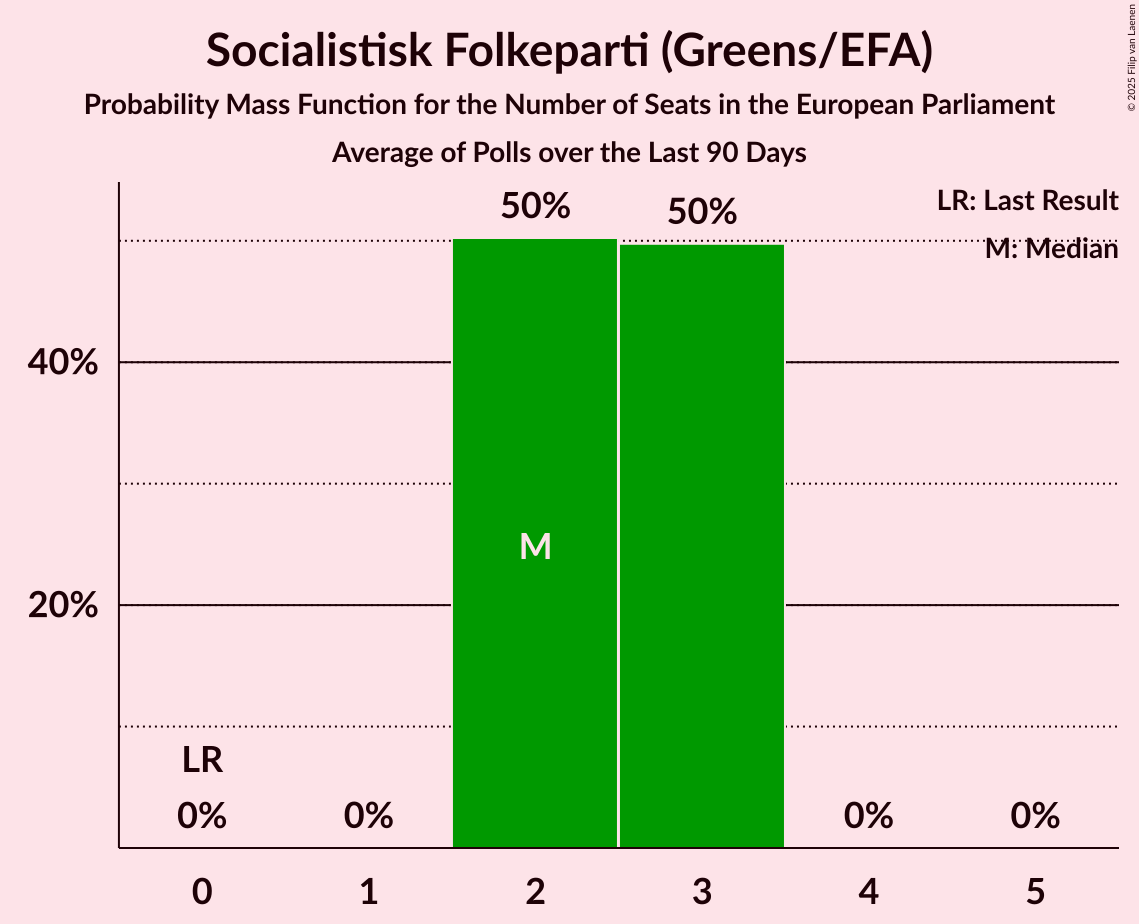 Socialistisk Folkeparti (Greens/EFA)
Probability Mass Function for the Number of Seats in the European Parliament
Average of Polls over the Last 90 Days
© 2025 Filip van Laenen
LR: Last Result
M: Median
50%
50%
40%
M
20%
LR
0%
0%
0%
0%
0
1
2
3
4
5